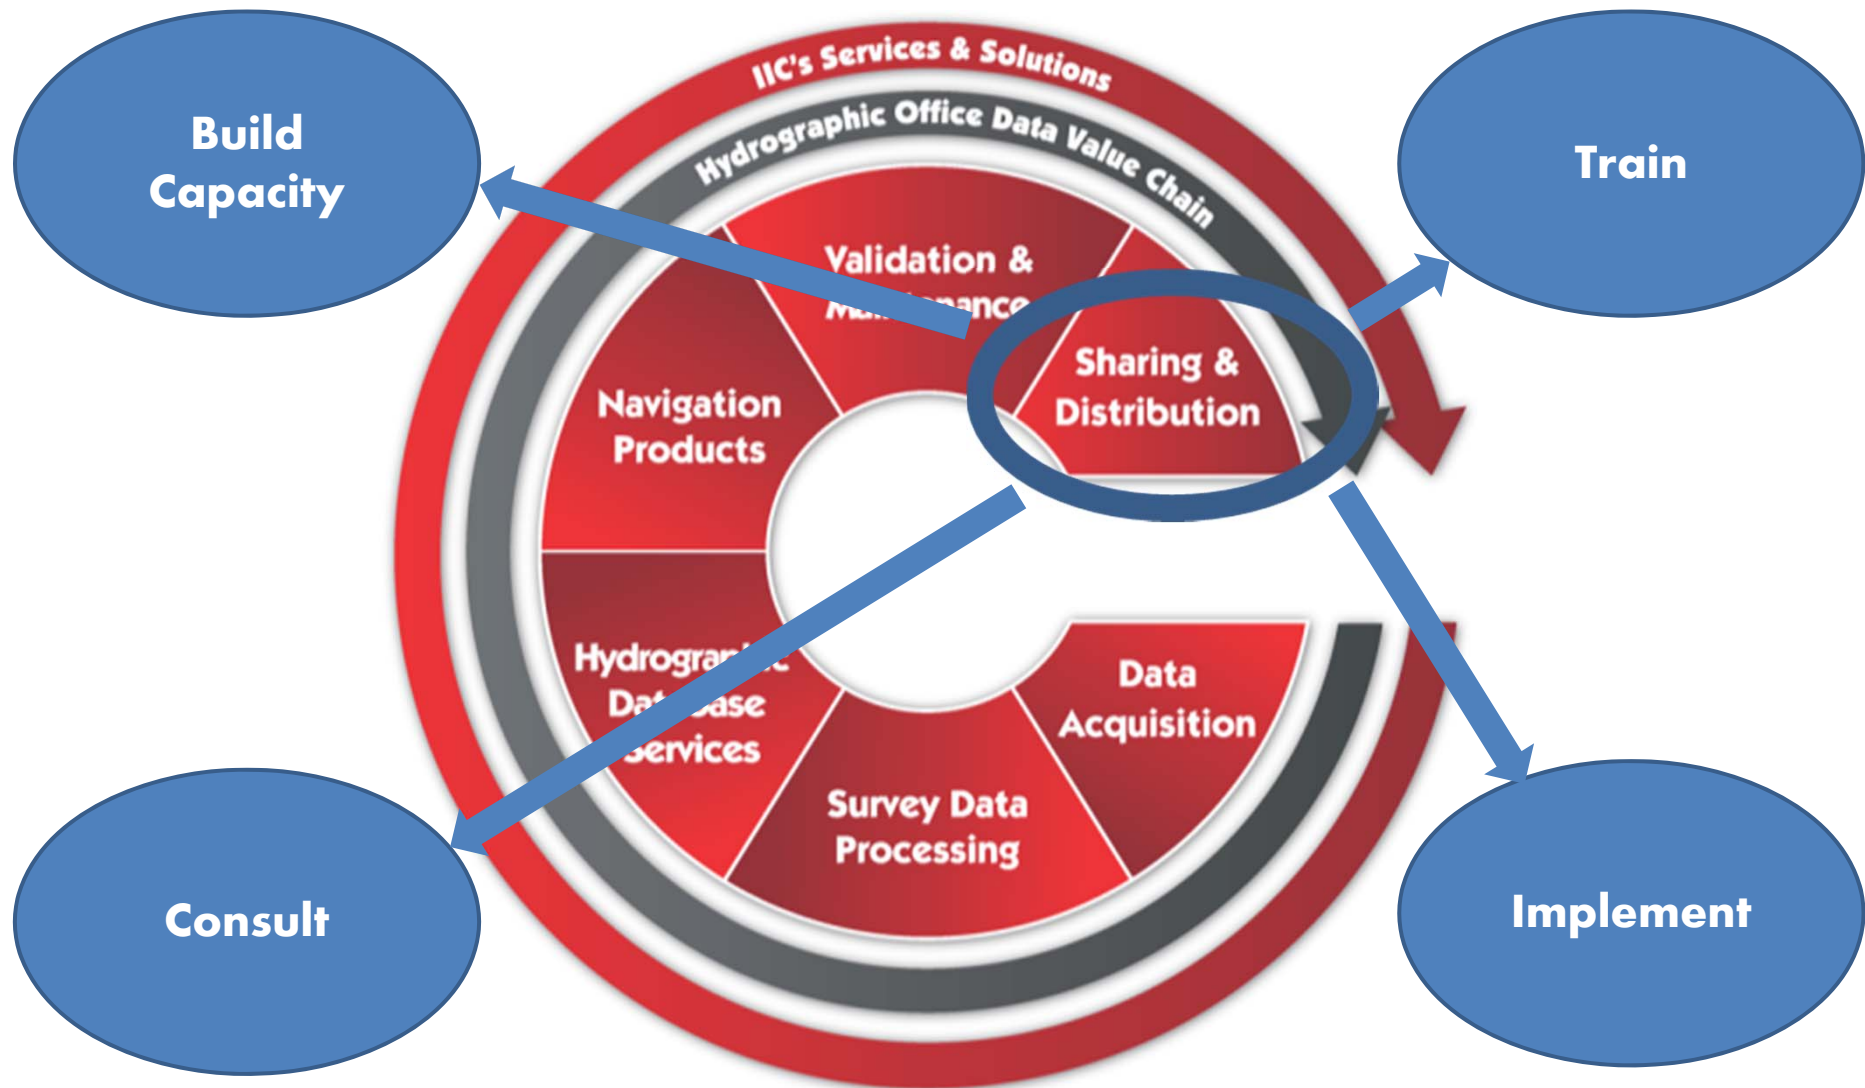 IIC's Services & Solutions
Hydrographic Office Data Value Chain
Build
Capacity
Train
Validation &
Sharing &
Distribution
Navigation
Products
Services
Data
Acquisition
Survey Data
Processing
Consult
Implement